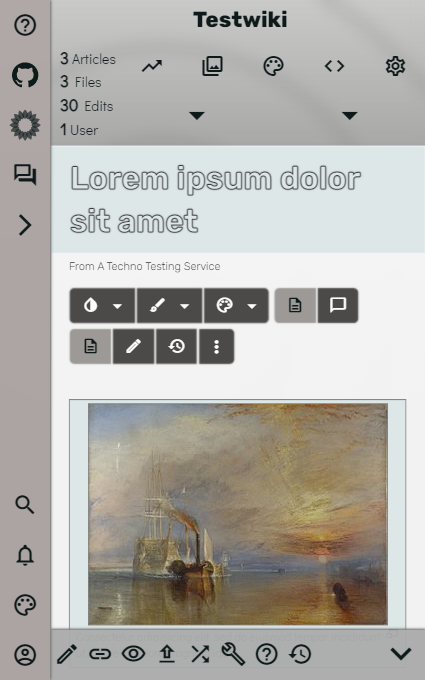 Testwiki
3 Articles
3 Files
30 Edits
1 User
Lorem ipsum dolor
sit amet
From A Techno Testing Service